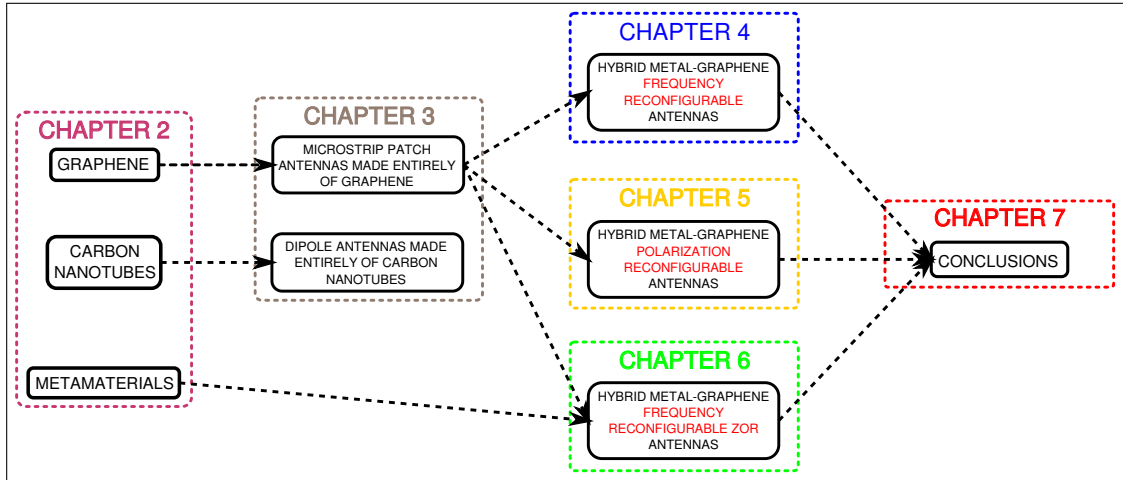 CHAPTER 2
GRAPHENE
CARBON
NANOTUBES
METAMATERIALS
CHAPTER 3
MICROSTRIP PATCH
ANTENNAS MADE ENTIRELY
OF GRAPHENE
DIPOLE ANTENNAS MADE
ENTIRELY OF CARBON
NANOTUBES
CHAPTER 4
HYBRID METAL-GRAPHENE
FREQUENCY
RECONFIGURABLE
ANTENNAS
CHAPTER 5
HYBRID METAL-GRAPHENE
POLARIZATION
RECONFIGURABLE
ANTENNAS
CHAPTER 6
HYBRID METAL-GRAPHENE
FREQUENCY
RECONFIGURABLE ZOR
ANTENNAS
CHAPTER 7
CONCLUSIONS